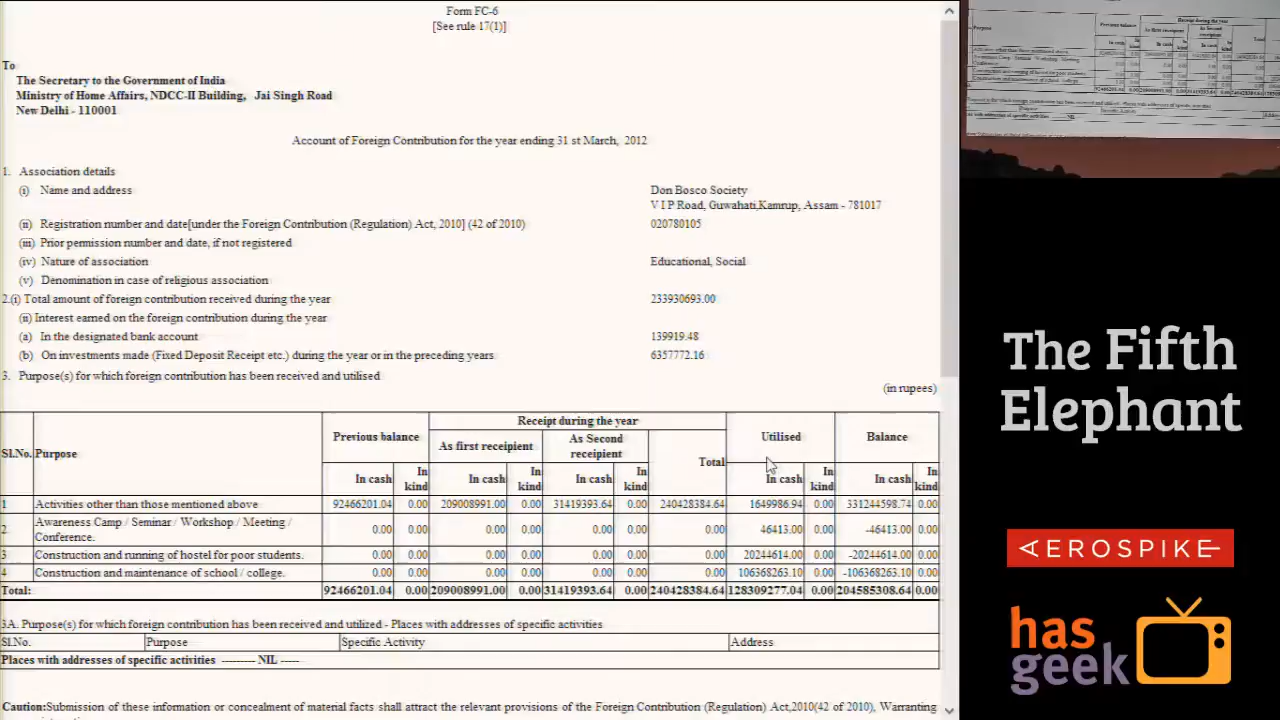 Form FC-6
[See rule 17(1)]
To
The Secretary to the Government of India
Ministry of Home Affairs, NDCC-II Building, Jai Singh Road
New Delhi - 110001
Account of Foreign Contribution for the year ending 31 st March, 2012
1. Association details
(i) Name and address Don Bosco Society
V I P Road, Guwahati,Kamrup, Assam - 781017
(ii) Registration number and date[under the Foreign Contribution (Regulation) Act, 2010] (42 of 2010) 020780105
(iii) Prior permission number and date, if not registered
(iv) Nature of association Educational, Social
(v) Denomination in case of religious association
2.(i) Total amount of foreign contribution received during the year 233930693.00
(ii) Interest earned on the foreign contribution during the year
(a) In the designated bank account 139919.48
(b) On investments made (Fixed Deposit Receipt etc.) during the year or in the preceding years 6357772.16
3. Purpose(s) for which foreign contribution has been received and utilised
(in rupees)
Sl.No. Purpose Previous balance Receipt during the year Utilised Balance
As first receipient As Second receipient Total
In cash In kind In cash In kind In cash In kind In cash In kind In cash In kind
1 Activities other than those mentioned above 92466201.04 0.00 209008991.00 0.00 31419393.64 0.00 240428384.64 1649986.94 0.00 331244598.74 0.00
2. Awareness Camp / Seminar / Workshop / Meeting / Conference. 0.00 0.00 0.00 0.00 0.00 0.00 0.00 46413.00 0.00 -46413.00 0.00
3 Construction and running of hostel for poor students. 0.00 0.00 0.00 0.00 0.00 0.00 0.00 20244614.00 0.00 -20244614.00 0.00
4 Construction and maintenance of school / college. 0.00 0.00 0.00 0.00 0.00 0.00 0.00 106368263.10 0.00 -106368263.10 0.00
Total: 92466201.04 0.00 209008991.00 0.00 31419393.64 0.00 240428384.64 128309277.04 0.00 204585308.64 0.00
3A. Purpose(s) for which foreign contribution has been received and utilized - Places with addresses of specific activities
Sl.No. Purpose Specific Activity Address
Places with addresses of specific activities --------- NIL -----
Caution:Submission of these information or concealment of material facts shall attract the relevant provisions of the Foreign Contribution (Regulation) Act,2010(42 of 2010), Warranting
The Fifth
Elephant
AEROSPIKE
has
geek